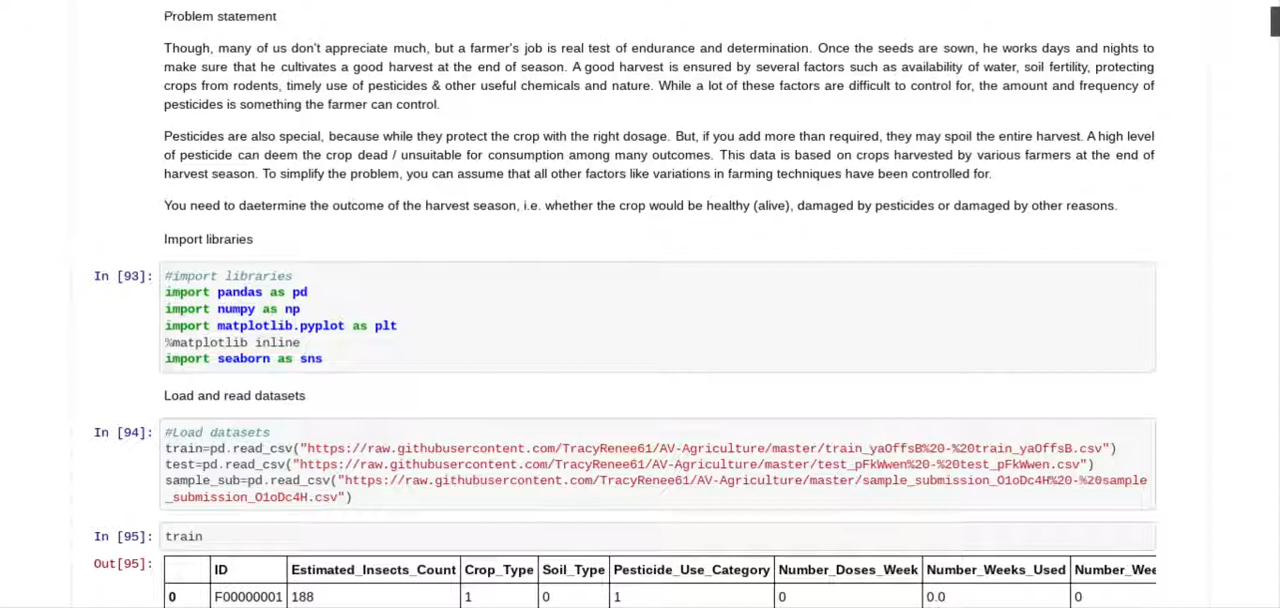 Problem statement
Though, many of us don't appreciate much, but a farmer's job is real test of endurance and determination. Once the seeds are sown, he works days and nights to
make sure that he cultivates a good harvest at the end of season. A good harvest is ensured by several factors such as availability of water, soil fertility, protecting
crops from rodents, timely use of pesticides & other useful chemicals and nature. While a lot of these factors are difficult to control for, the amount and frequency of
pesticides is something the farmer can control.
Pesticides are also special, because while they protect the crop with the right dosage. But, if you add more than required, they may spoil the entire harvest. A high level
of pesticide can deem the crop dead / unsuitable for consumption among many outcomes. This data is based on crops harvested by various farmers at the end of
harvest season. To simplify the problem, you can assume that all other factors like variations in farming techniques have been controlled for.
You need to daetermine the outcome of the harvest season, i.e. whether the crop would be healthy (alive), damaged by pesticides or damaged by other reasons.
Import libraries
In [93]: #import libraries
import pandas as pd
import numpy as np
import matplotlib.pyplot as plt
%matplotlib inline
import seaborn as sns
Load and read datasets
In [94]: #Load datasets
train=pd.read_csv("https://raw.githubusercontent.com/TracyRenee61/AV-Agriculture/master/train_yaOffsB%20-%20train_yaOffsB.csv")
test=pd.read_csv("https://raw.githubusercontent.com/TracyRenee61/AV-Agriculture/master/test_pFkWwen%20-%20test_pFkWwen.csv")
sample_sub=pd.read_csv("https://raw.githubusercontent.com/TracyRenee61/AV-Agriculture/master/sample_submission_O1oDc4H%20-%20sample
_submission_O1oDc4H.csv")
In [95]: train
Out[95]: ID Estimated_Insects_Count Crop_Type Soil_Type Pesticide_Use_Category Number_Doses_Week Number_Weeks_Used Number_Wee
0 F00000001 188 1 0 1 0 0.0 0